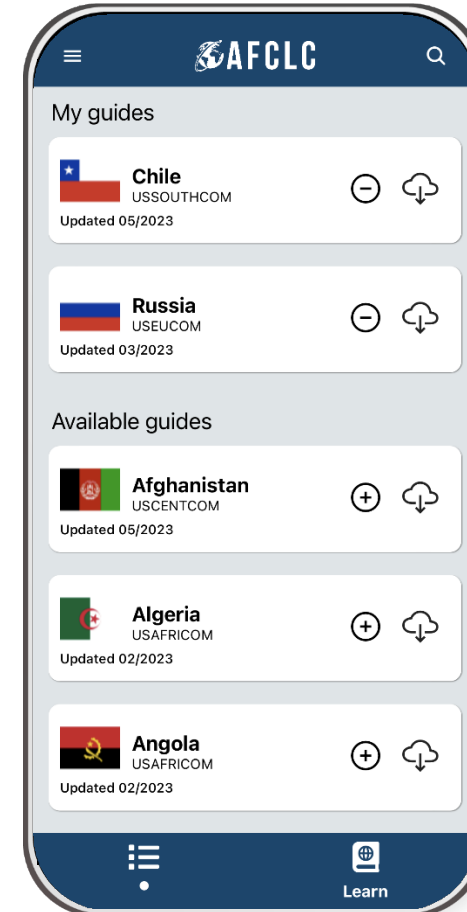 AFCLC
My guides
Chile
USSOUTHCOM
Updated 05/2023
Russia
USEUCOM
Updated 03/2023
Available guides
Afghanistan
USCENTCOM
Updated 05/2023
Algeria
USAFRICOM
Updated 02/2023
Angola
USAFRICOM
Updated 02/2023
Learn